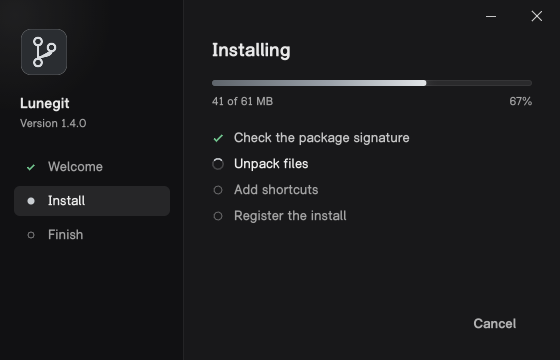 Lunegit
Version 1.4.0
Welcome
Install
Finish
Installing
41 of 61 MB
67%
Check the package signature
Unpack files
Add shortcuts
Register the install
Cancel